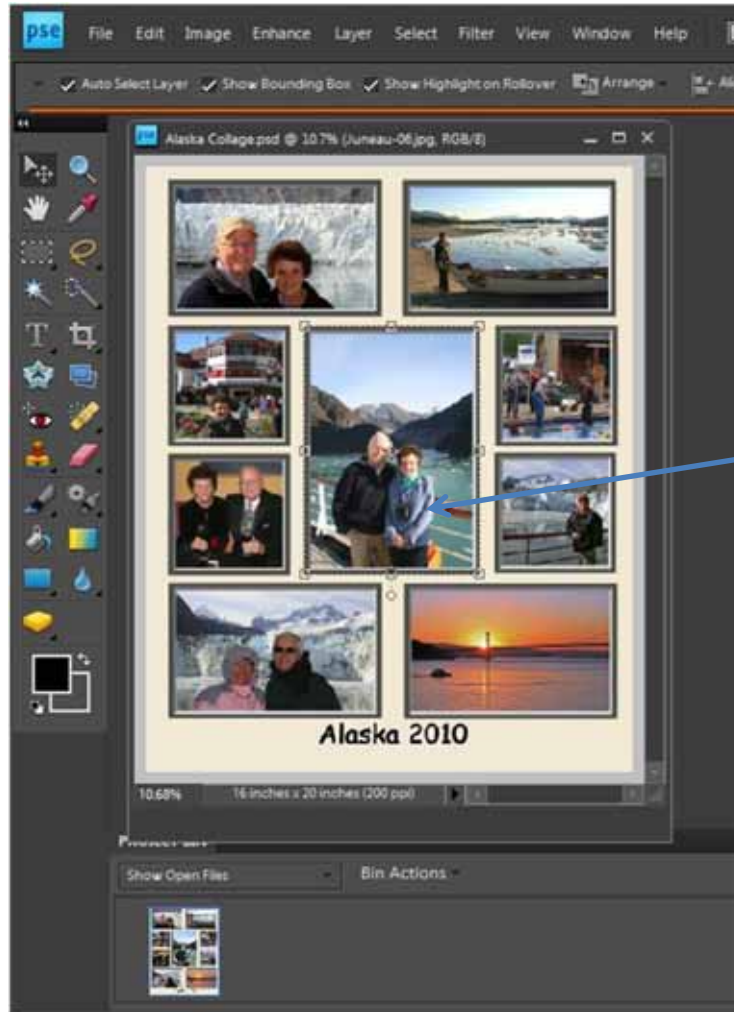 pse File Edit Image Enhance Layer Select Filter View Window Help
Auto Select Layer Show Bounding Box Show Highlight on Rollover Arrange
pse Alaska Collage.psd @ 10.7% (Juneau-06.jpg, RGB/8)
T
Alaska 2010
10.68% 16 inches x 20 inches (200 ppi)
Show Open Files Bin Actions